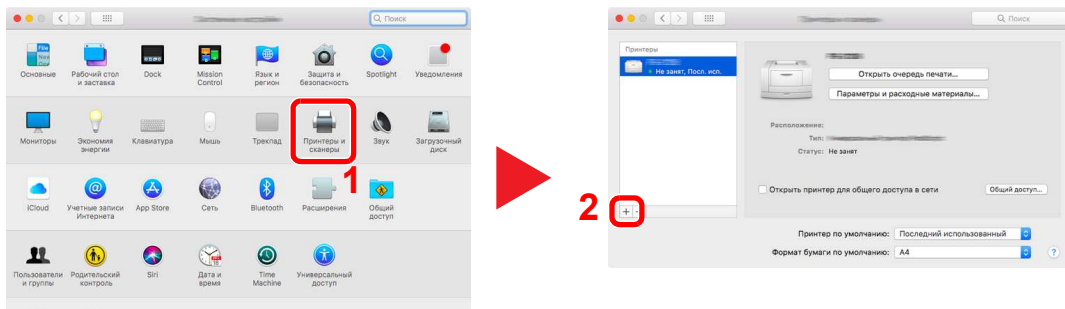 Поиск
Основные
Рабочий стол
и заставка
Dock
Mission
Control
Язык и
регион
Защита и
безопасность
Spotlight
Уведомления
Мониторы
Экономия
энергии
Клавиатура
Мышь
Трекпад
Принтеры и
сканеры
Звук
Загрузочный
диск
1
iCloud
Учетные записи
Интернета
App Store
Сеть
Bluetooth
Расширения
Общий
доступ
Пользователи
и группы
Родительский
контроль
Siri
Дата и
время
Time
Machine
Универсальный
доступ
Поиск
Принтеры
Не занят, Посл. исп.
Открыть очередь печати...
Параметры и расходные материалы...
Расположение:
Тип:
Статус: Не занят
Открыть принтер для общего доступа в сети
Общий доступ...
2
+ -
Принтер по умолчанию: Последний использованный
Формат бумаги по умолчанию: A4
?